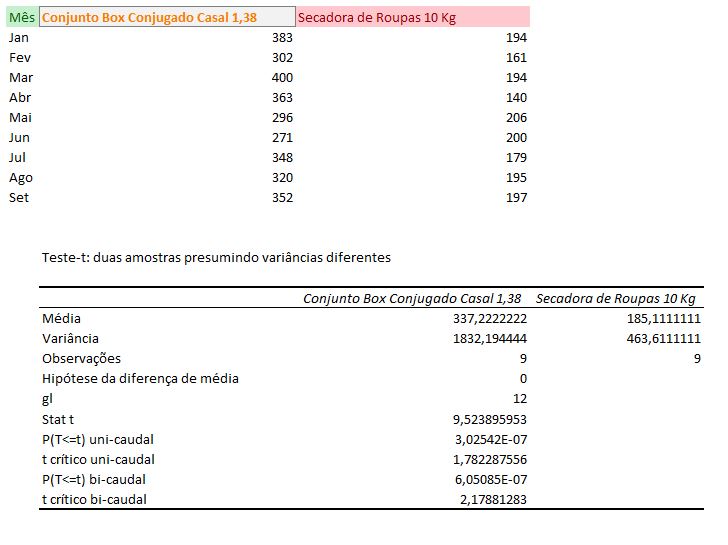 Mês Conjunto Box Conjugado Casal 1,38 Secadora de Roupas 10 Kg
Jan 383 194
Fev 302 161
Mar 400 194
Abr 363 140
Mai 296 206
Jun 271 200
Jul 348 179
Ago 320 195
Set 352 197
Teste-t: duas amostras presumindo variâncias diferentes
Conjunto Box Conjugado Casal 1,38 Secadora de Roupas 10 Kg
Média 337,2222222 185,1111111
Variância 1832,194444 463,6111111
Observações 9 9
Hipótese da diferença de média 0
gl 12
Stat t 9,523895953
P(T<=t) uni-caudal 3,02542E-07
t crítico uni-caudal 1,782287556
P(T<=t) bi-caudal 6,05085E-07
t crítico bi-caudal 2,17881283